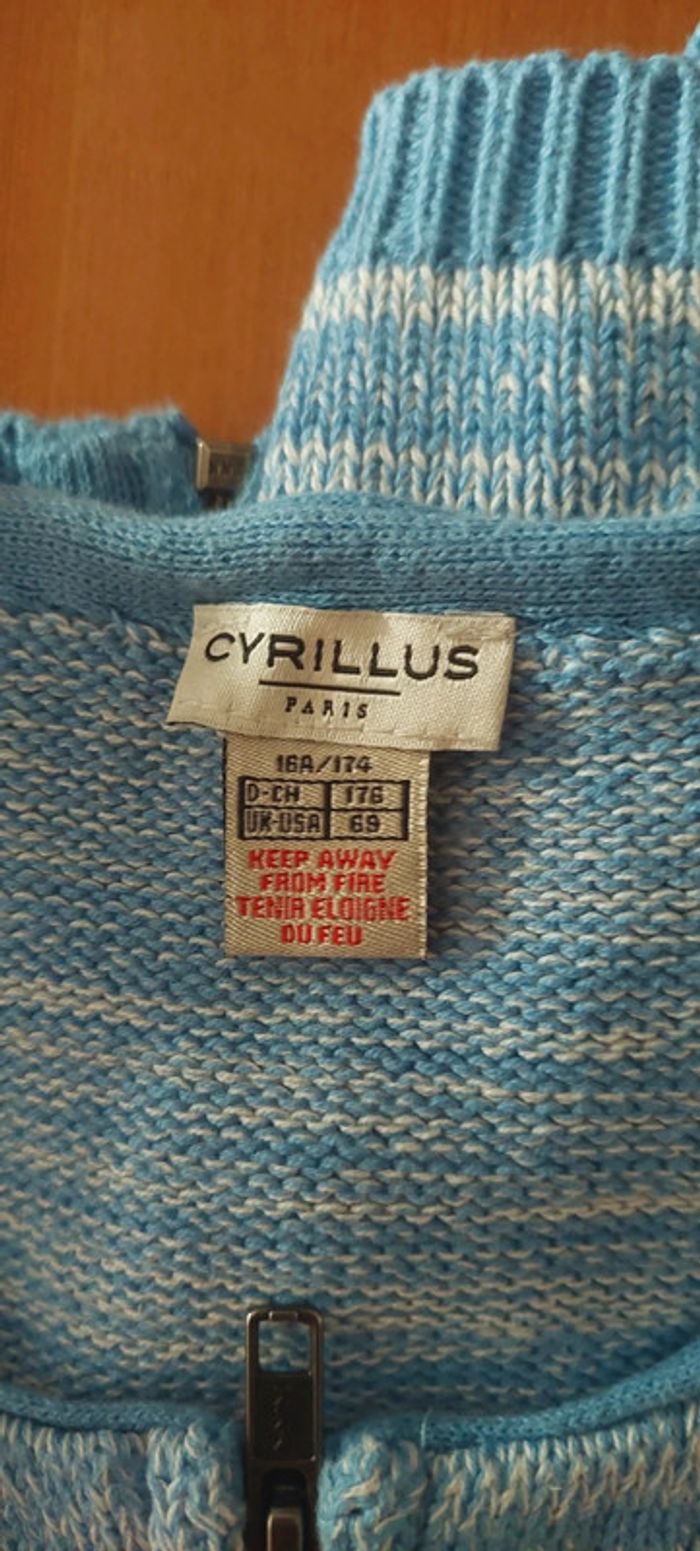 CYRILLUS
PARIS
16A/174
D-CH 176
UK-USA 69
KEEP AWAY
FROM FIRE
TENIR ELOIGNE
DU FEU